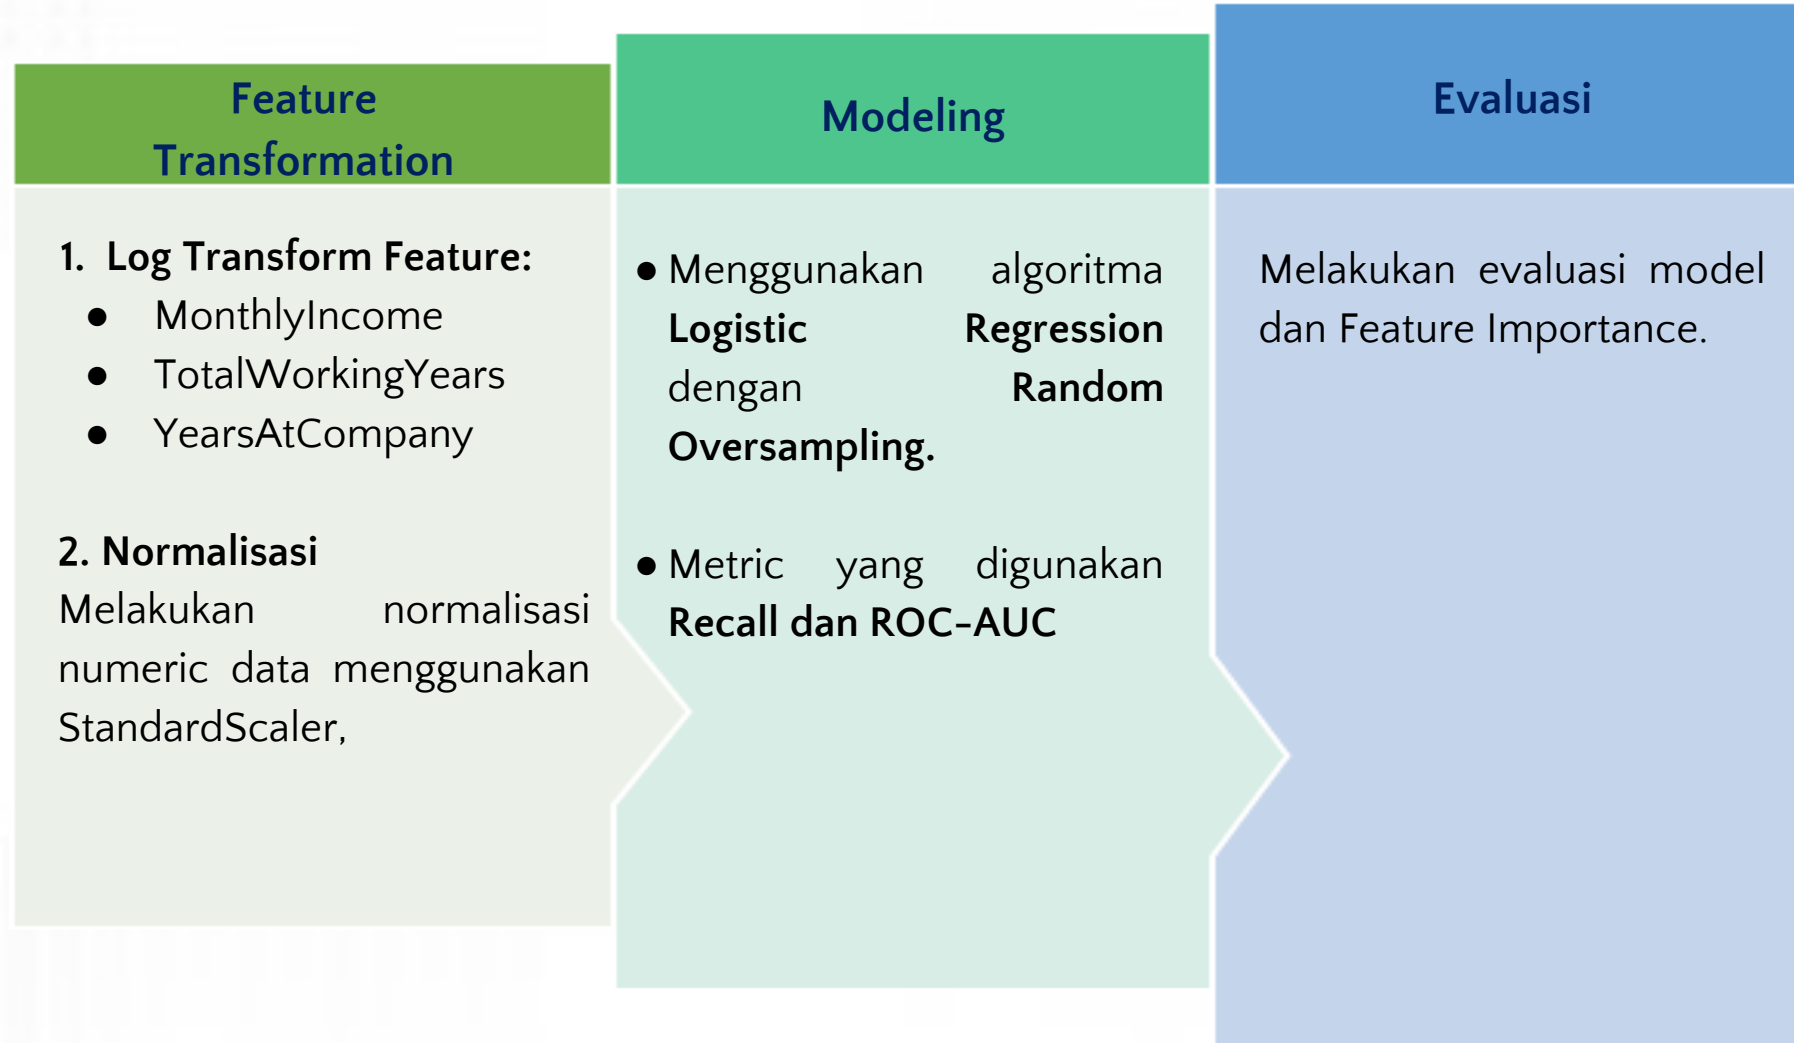 Feature
Transformation
1. Log Transform Feature:
● MonthlyIncome
● TotalWorkingYears
● YearsAtCompany
2. Normalisasi
Melakukan normalisasi
numeric data menggunakan
StandardScaler,
Modeling
● Menggunakan algoritma
Logistic Regression
dengan Random
Oversampling.
● Metric yang digunakan
Recall dan ROC-AUC
Evaluasi
Melakukan evaluasi model
dan Feature Importance.